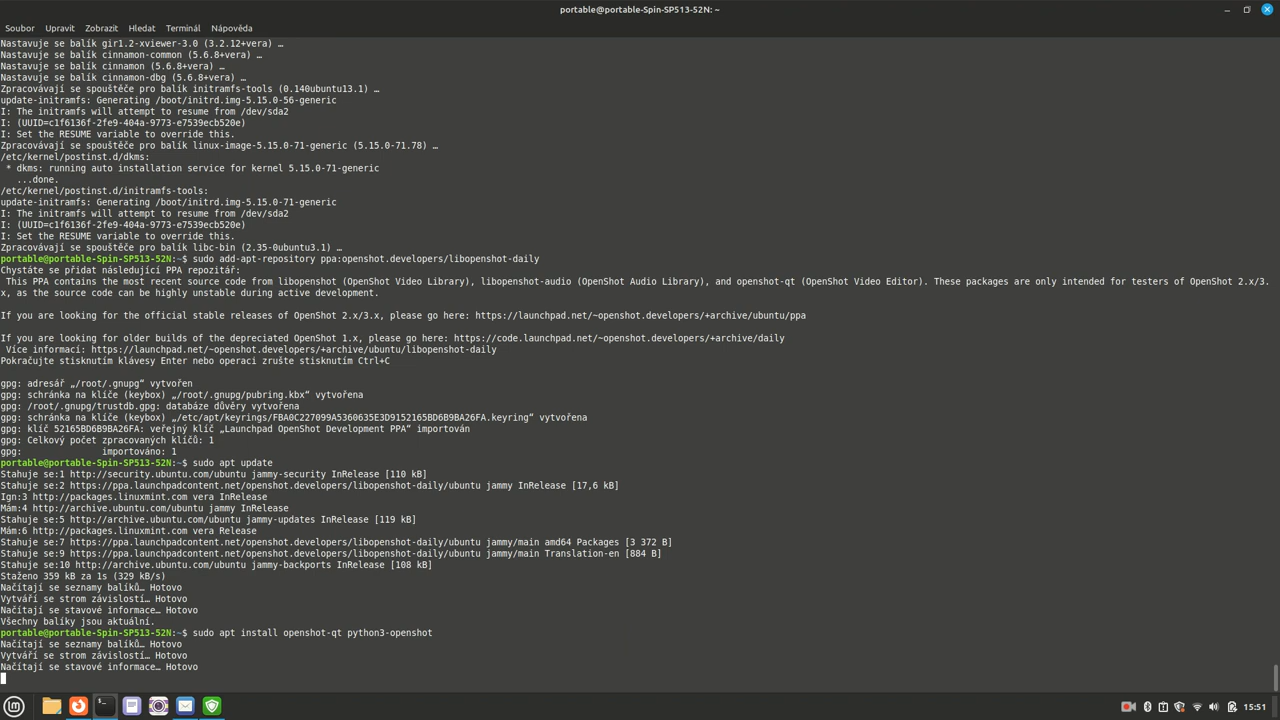 portable@portable-Spin-SP513-52N: ~
Soubor Upravit Zobrazit Hledat Terminál Nápověda
Nastavuje se balík gir1.2-xviewer-3.0 (3.2.12+vera) …
Nastavuje se balík cinnamon-common (5.6.8+vera) …
Nastavuje se balík cinnamon (5.6.8+vera) …
Nastavuje se balík cinnamon-dbg (5.6.8+vera) …
Zpracovávají se spouštěče pro balík initramfs-tools (0.140ubuntu13.1) …
update-initramfs: Generating /boot/initrd.img-5.15.0-56-generic
I: The initramfs will attempt to resume from /dev/sda2
I: (UUID=c1f6136f-2fe9-404a-9773-e7539ecb520e)
I: Set the RESUME variable to override this.
Zpracovávají se spouštěče pro balík linux-image-5.15.0-71-generic (5.15.0-71.78) …
/etc/kernel/postinst.d/dkms:
 * dkms: running auto installation service for kernel 5.15.0-71-generic
   ...done.
/etc/kernel/postinst.d/initramfs-tools:
update-initramfs: Generating /boot/initrd.img-5.15.0-71-generic
I: The initramfs will attempt to resume from /dev/sda2
I: (UUID=c1f6136f-2fe9-404a-9773-e7539ecb520e)
I: Set the RESUME variable to override this.
Zpracovávají se spouštěče pro balík libc-bin (2.35-0ubuntu3.1) …
portable@portable-Spin-SP513-52N:~$ sudo add-apt-repository ppa:openshot.developers/libopenshot-daily
Chystáte se přidat následující PPA repozitář:
 This PPA contains the most recent source code from libopenshot (OpenShot Video Library), libopenshot-audio (OpenShot Audio Library), and openshot-qt (OpenShot Video Editor). These packages are only intended for testers of OpenShot 2.x/3.
x, as the source code can be highly unstable during active development.
If you are looking for the official stable releases of OpenShot 2.x/3.x, please go here: https://launchpad.net/~openshot.developers/+archive/ubuntu/ppa
If you are looking for older builds of the depreciated OpenShot 1.x, please go here: https://code.launchpad.net/~openshot.developers/+archive/daily
 Více informací: https://launchpad.net/~openshot.developers/+archive/ubuntu/libopenshot-daily
Pokračujte stisknutím klávesy Enter nebo operaci zrušte stisknutím Ctrl+C
gpg: adresář „/root/.gnupg“ vytvořen
gpg: schránka na klíče (keybox) „/root/.gnupg/pubring.kbx“ vytvořena
gpg: /root/.gnupg/trustdb.gpg: databáze důvěry vytvořena
gpg: schránka na klíče (keybox) „/etc/apt/keyrings/FBA0C227099A5360635E3D9152165BD6B9BA26FA.keyring“ vytvořena
gpg: klíč 52165BD6B9BA26FA: veřejný klíč „Launchpad OpenShot Development PPA“ importován
gpg: Celkový počet zpracovaných klíčů: 1
gpg:               importováno: 1
portable@portable-Spin-SP513-52N:~$ sudo apt update
Stahuje se:1 http://security.ubuntu.com/ubuntu jammy-security InRelease [110 kB]
Stahuje se:2 https://ppa.launchpadcontent.net/openshot.developers/libopenshot-daily/ubuntu jammy InRelease [17,6 kB]
Ign:3 http://packages.linuxmint.com vera InRelease
Mám:4 http://archive.ubuntu.com/ubuntu jammy InRelease
Stahuje se:5 http://archive.ubuntu.com/ubuntu jammy-updates InRelease [119 kB]
Mám:6 http://packages.linuxmint.com vera Release
Stahuje se:7 https://ppa.launchpadcontent.net/openshot.developers/libopenshot-daily/ubuntu jammy/main amd64 Packages [3 372 B]
Stahuje se:9 https://ppa.launchpadcontent.net/openshot.developers/libopenshot-daily/ubuntu jammy/main Translation-en [884 B]
Stahuje se:10 http://archive.ubuntu.com/ubuntu jammy-backports InRelease [108 kB]
Staženo 359 kB za 1s (329 kB/s)
Načítají se seznamy balíků… Hotovo
Vytváří se strom závislostí… Hotovo
Načítají se stavové informace… Hotovo
Všechny balíky jsou aktuální.
portable@portable-Spin-SP513-52N:~$ sudo apt install openshot-qt python3-openshot
Načítají se seznamy balíků… Hotovo
Vytváří se strom závislostí… Hotovo
Načítají se stavové informace… Hotovo
15:51